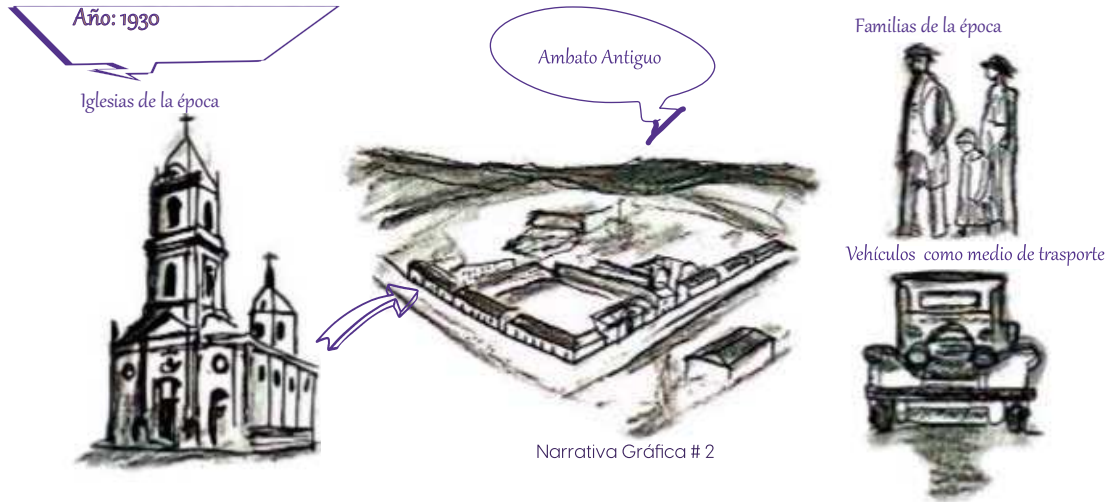 Año: 1930
Iglesias de la época
Ambato Antiguo
Familias de la época
Vehículos como medio de trasporte
Narrativa Gráfica # 2